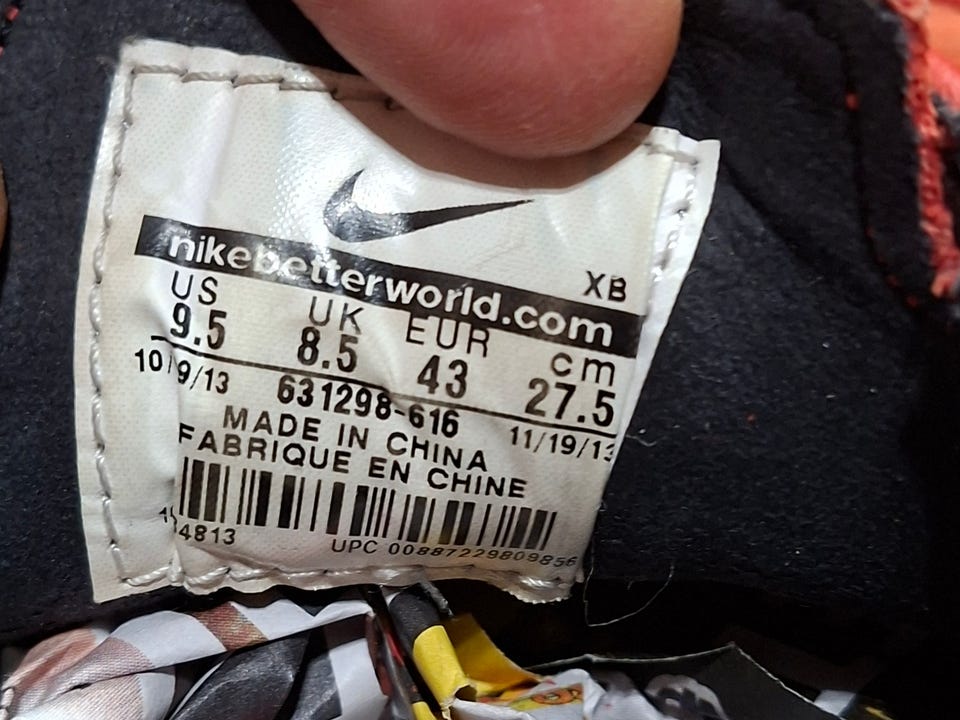 XB
nikebetterworld.com
US UK EUR cm
9.5 8.5 43 27.5
10/9/13 631298-616 11/19/13
MADE IN CHINA
FABRIQUE EN CHINE
4813 UPC 00887229809856